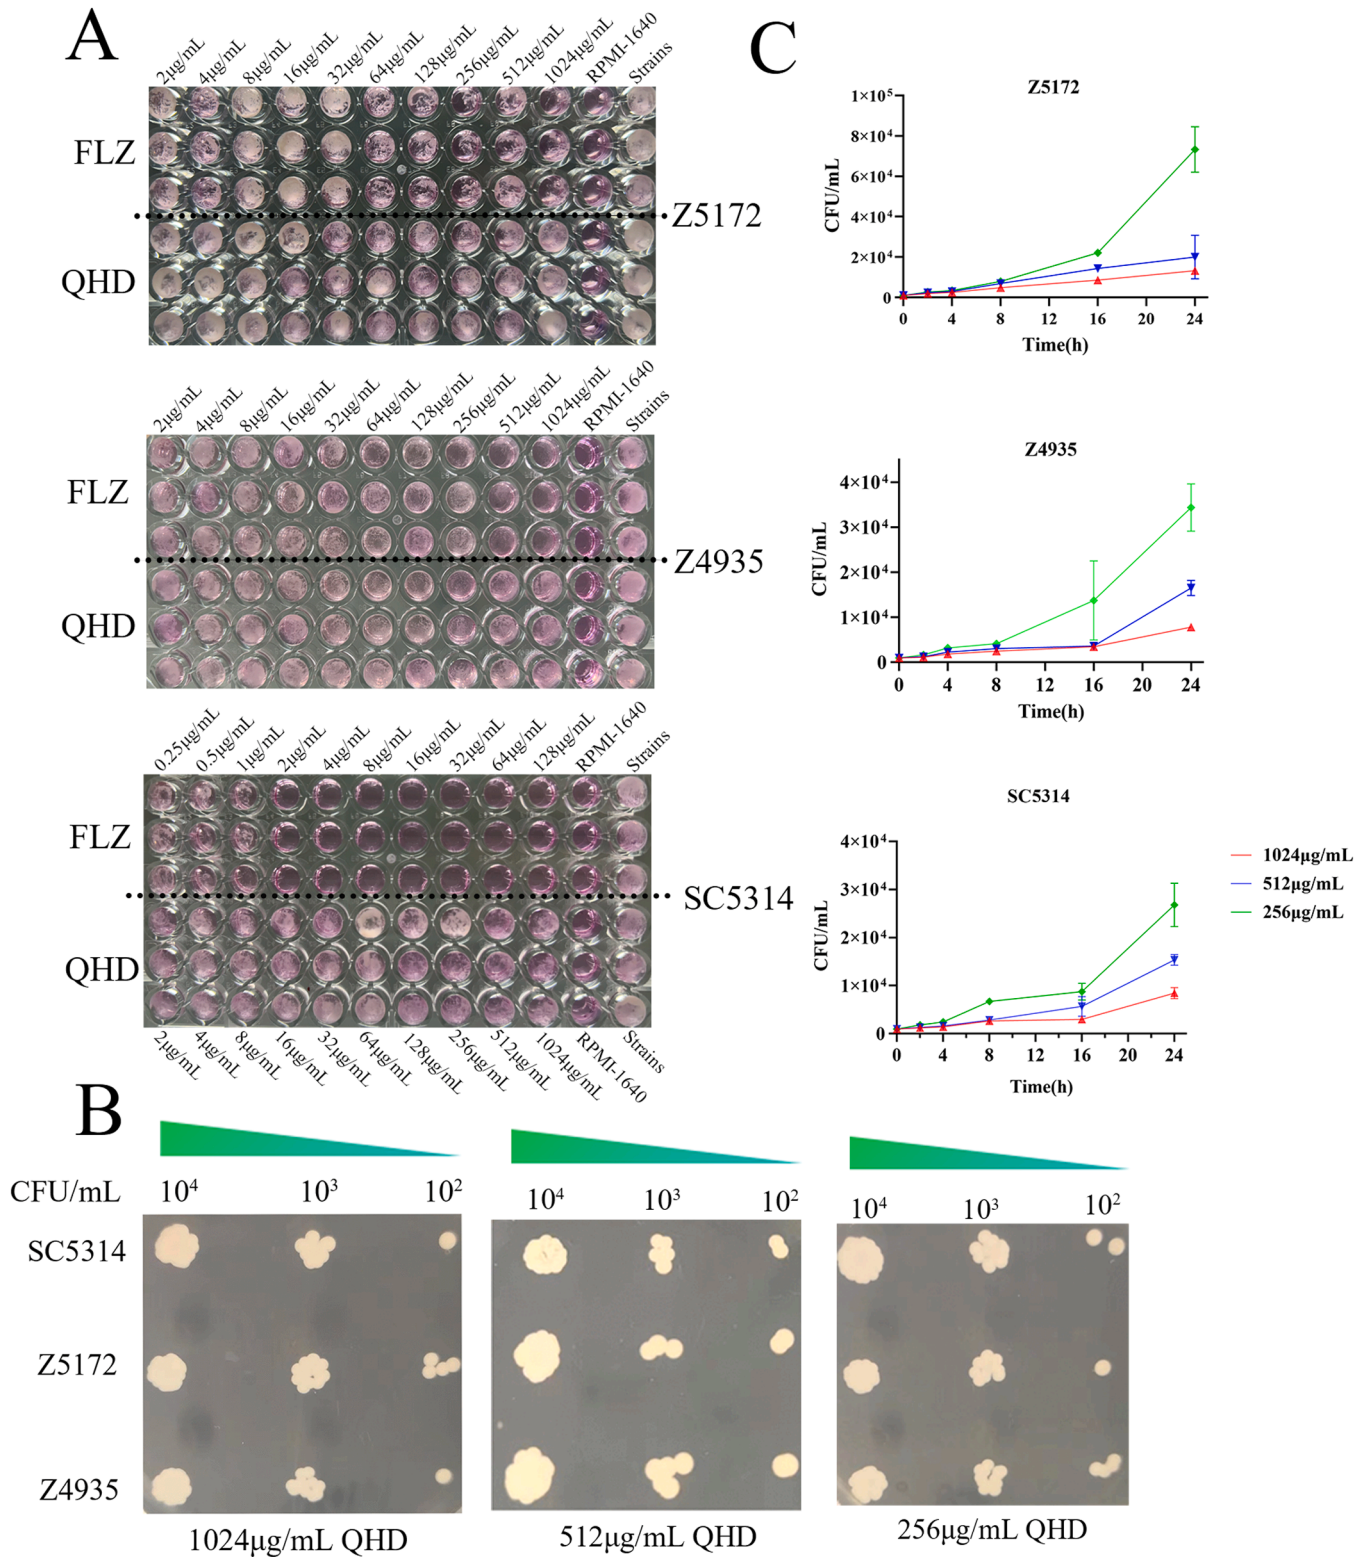 A
2μg/mL 4μg/mL 8μg/mL 16μg/mL 32μg/mL 64μg/mL 128μg/mL 256μg/mL 512μg/mL 1024μg/mL RPMI-1640 Strains
FLZ
Z5172
QHD
2μg/mL 4μg/mL 8μg/mL 16μg/mL 32μg/mL 64μg/mL 128μg/mL 256μg/mL 512μg/mL 1024μg/mL RPMI-1640 Strains
FLZ
Z4935
QHD
0.25μg/mL 0.5μg/mL 1μg/mL 2μg/mL 4μg/mL 8μg/mL 16μg/mL 32μg/mL 64μg/mL 128μg/mL RPMI-1640 Strains
FLZ
SC5314
QHD
2μg/mL 4μg/mL 8μg/mL 16μg/mL 32μg/mL 64μg/mL 128μg/mL 256μg/mL 512μg/mL 1024μg/mL RPMI-1640 Strains
C
Z5172
1×10⁵
8×10⁴
6×10⁴
4×10⁴
2×10⁴
0
CFU/mL
0 4 8 12 16 20 24
Time(h)
Z4935
4×10⁴
3×10⁴
2×10⁴
1×10⁴
0
CFU/mL
0 4 8 12 16 20 24
Time(h)
SC5314
4×10⁴
3×10⁴
2×10⁴
1×10⁴
0
CFU/mL
0 4 8 12 16 20 24
Time(h)
1024μg/mL
512μg/mL
256μg/mL
B
CFU/mL 10⁴ 10³ 10² 10⁴ 10³ 10² 10⁴ 10³ 10²
SC5314
Z5172
Z4935
1024μg/mL QHD 512μg/mL QHD 256μg/mL QHD